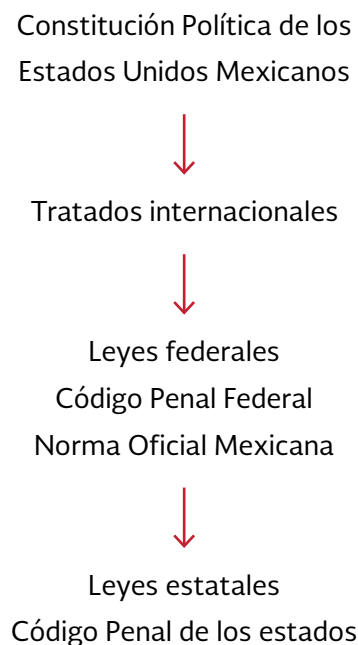 Constitución Política de los
Estados Unidos Mexicanos
Tratados internacionales
Leyes federales
Código Penal Federal
Norma Oficial Mexicana
Leyes estatales
Código Penal de los estados